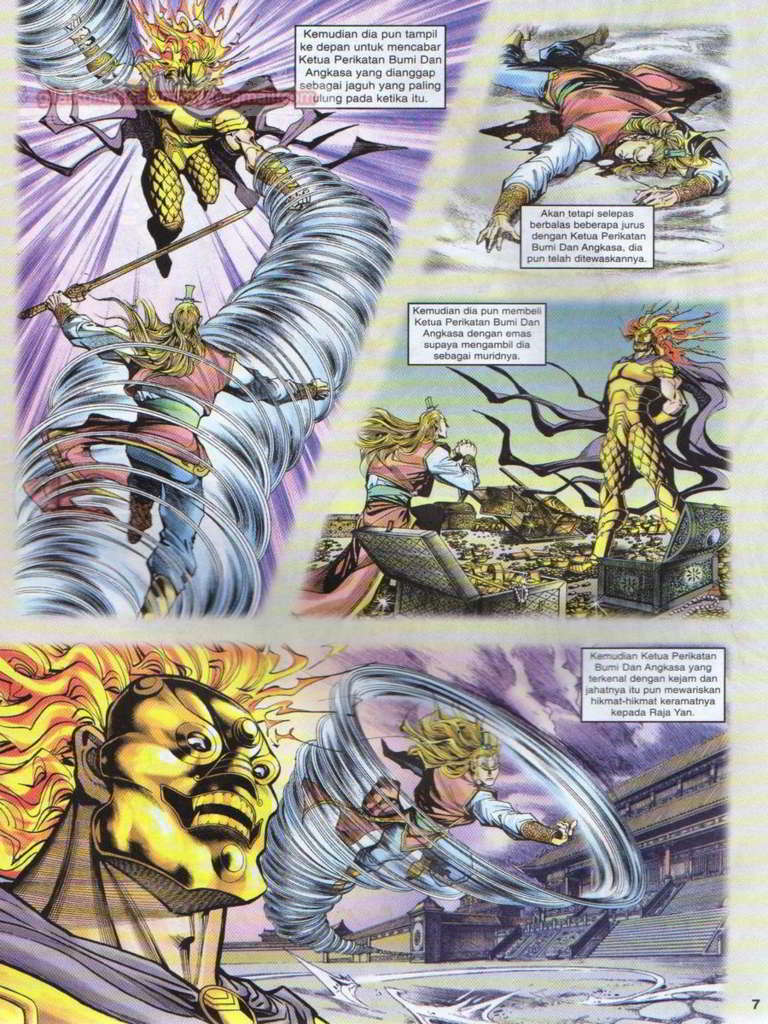 Kemudian dia pun tampil
ke depan untuk mencabar
Ketua Perikatan Bumi Dan
Angkasa yang dianggap
sebagai jaguh yang paling
ulung pada ketika itu.
Akan tetapi selepas
berbalas beberapa jurus
dengan Ketua Perikatan
Bumi Dan Angkasa, dia
pun telah ditewaskannya.
Kemudian dia pun membeli
Ketua Perikatan Bumi Dan
Angkasa dengan emas
supaya mengambil dia
sebagai muridnya.
Kemudian Ketua Perikatan
Bumi Dan Angkasa yang
terkenal dengan kejam dan
jahatnya itu pun mewariskan
hikmat-hikmat keramatnya
kepada Raja Yan.
7